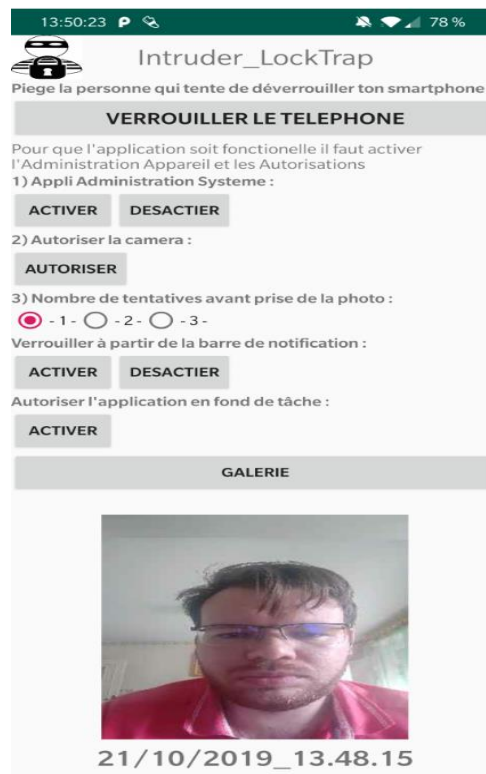 13:50:23 78 %
Intruder_LockTrap
Piege la personne qui tente de déverrouiller ton smartphone
VERROUILLER LE TELEPHONE
Pour que l'application soit fonctionelle il faut activer
l'Administration Appareil et les Autorisations
1) Appli Administration Systeme :
ACTIVER DESACTIER
2) Autoriser la camera :
AUTORISER
3) Nombre de tentatives avant prise de la photo :
- 1 - - 2 - - 3 -
Verrouiller à partir de la barre de notification :
ACTIVER DESACTIER
Autoriser l'application en fond de tâche :
ACTIVER
GALERIE
21/10/2019_13.48.15